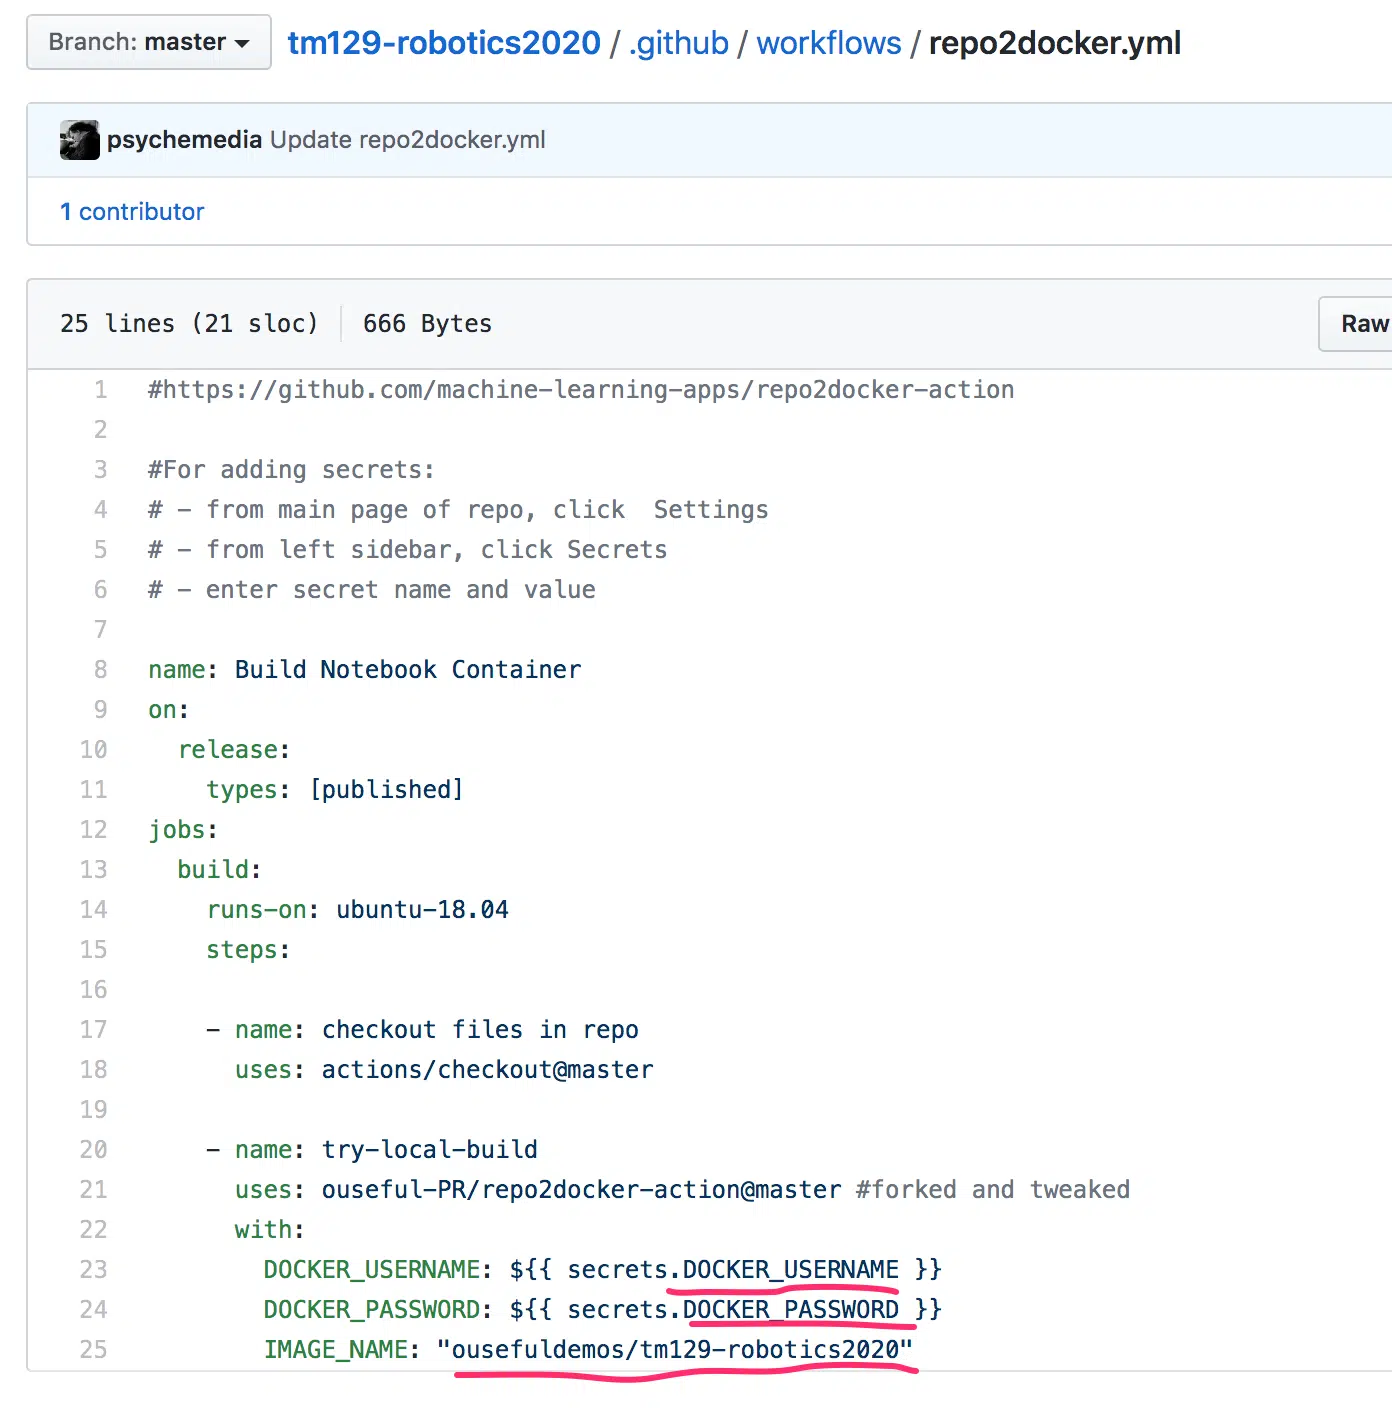 Branch: master
tm129-robotics2020 / .github / workflows / repo2docker.yml
psychemedia Update repo2docker.yml
1 contributor
25 lines (21 sloc) 666 Bytes
Raw
1 #https://github.com/machine-learning-apps/repo2docker-action
2
3 #For adding secrets:
4 # - from main page of repo, click  Settings
5 # - from left sidebar, click Secrets
6 # - enter secret name and value
7
8 name: Build Notebook Container
9 on:
10   release:
11     types: [published]
12 jobs:
13   build:
14     runs-on: ubuntu-18.04
15     steps:
16
17     - name: checkout files in repo
18       uses: actions/checkout@master
19
20     - name: try-local-build
21       uses: ouseful-PR/repo2docker-action@master #forked and tweaked
22       with:
23         DOCKER_USERNAME: ${{ secrets.DOCKER_USERNAME }}
24         DOCKER_PASSWORD: ${{ secrets.DOCKER_PASSWORD }}
25         IMAGE_NAME: "ousefuldemos/tm129-robotics2020"